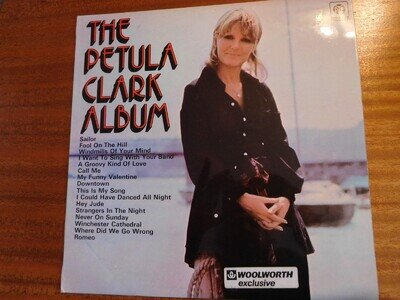 THE
PETULA
CLARK
ALBUM
Sailor
Fool On The Hill
Windmills Of Your Mind
I Want To Sing With Your Band
A Groovy Kind Of Love
Call Me
My Funny Valentine
Downtown
This Is My Song
I Could Have Danced All Night
Hey Jude
Strangers In The Night
Never On Sunday
Winchester Cathedral
Where Did We Go Wrong
Romeo
WOOLWORTH
exclusive